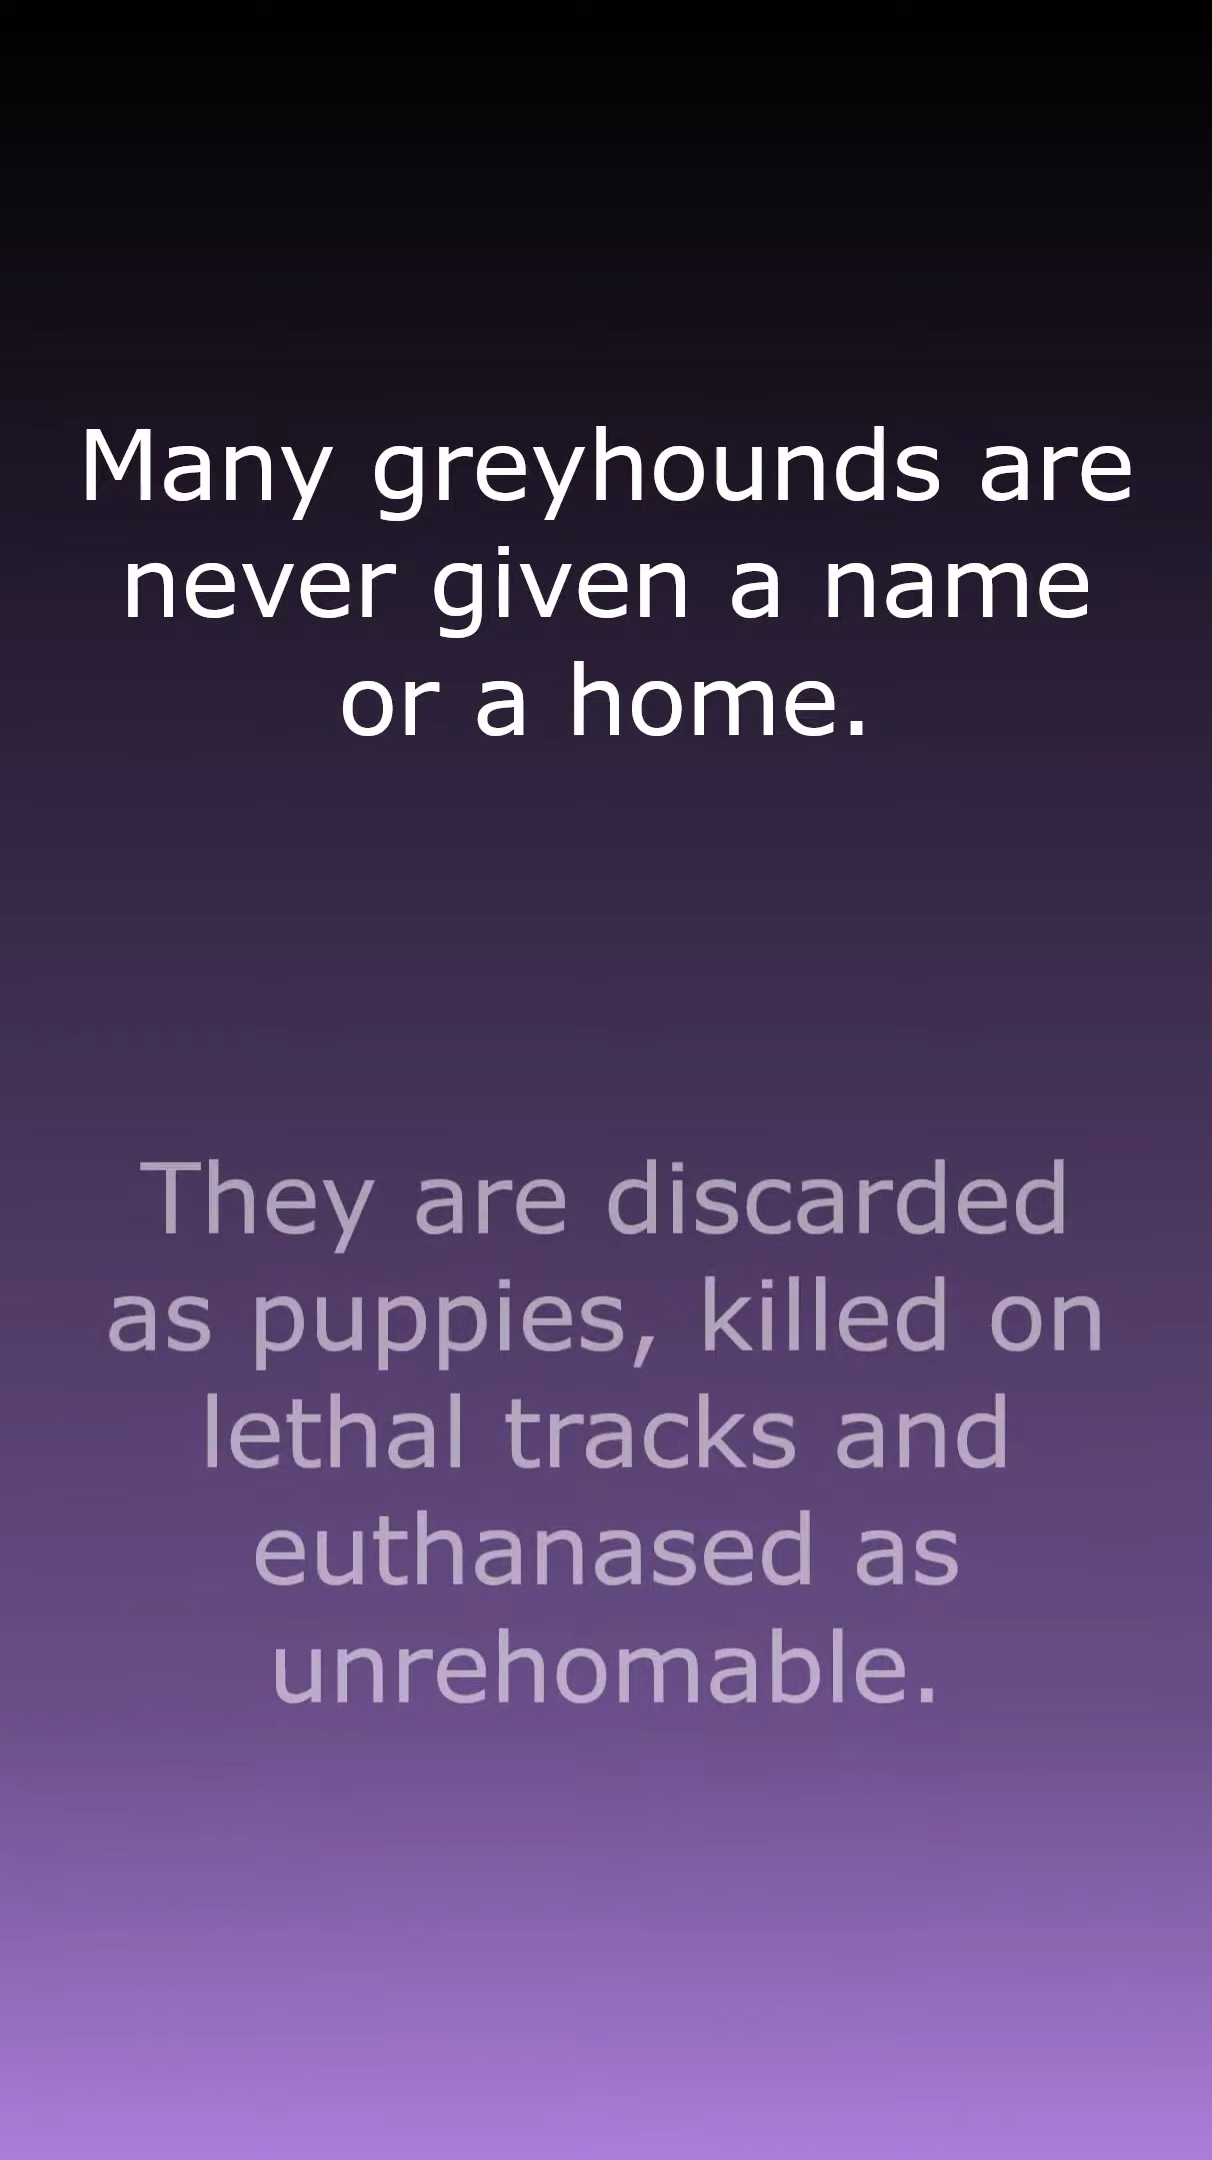 Many greyhounds are
never given a name
or a home.
They are discarded
as puppies, killed on
lethal tracks and
euthanased as
unrehomable.